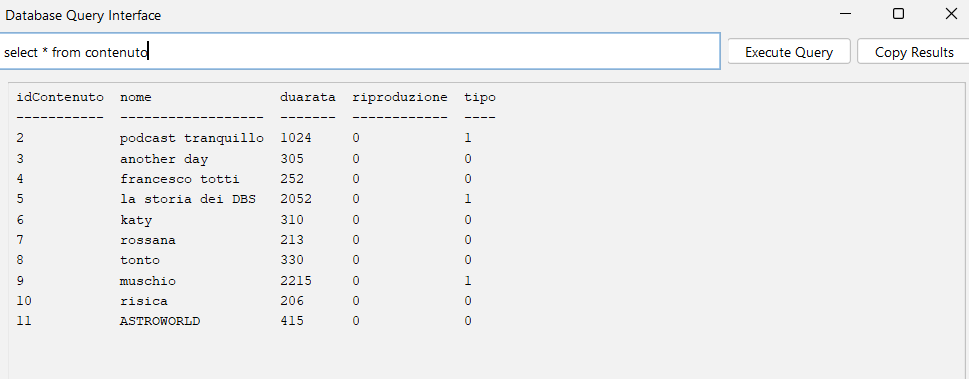 Database Query Interface
select * from contenuto
Execute Query
Copy Results
idContenuto  nome                duarata  riproduzione  tipo
-----------  ------------------  -------  ------------  ----
2            podcast tranquillo  1024     0             1
3            another day         305      0             0
4            francesco totti     252      0             0
5            la storia dei DBS   2052     0             1
6            katy                310      0             0
7            rossana             213      0             0
8            tonto               330      0             0
9            muschio             2215     0             1
10           risica              206      0             0
11           ASTROWORLD          415      0             0